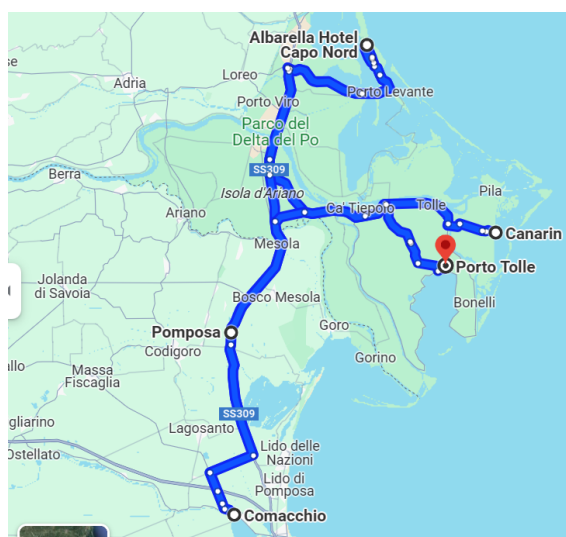 Albarella Hotel
Capo Nord
Adria
Loreo
Porto Levante
Porto Viro
Parco del
Delta del Po
SS309
Berra
Isola d'Ariano
Pila
Ariano
Ca' Tiepolo
Tolle
Canarin
Mesola
Porto Tolle
Jolanda
di Savoia
Bosco Mesola
Bonelli
Goro
Pomposa
Codigoro
Gorino
Massa
Fiscaglia
SS309
Lagosanto
Ostellato
Lido delle
Nazioni
Lido di
Pomposa
Comacchio